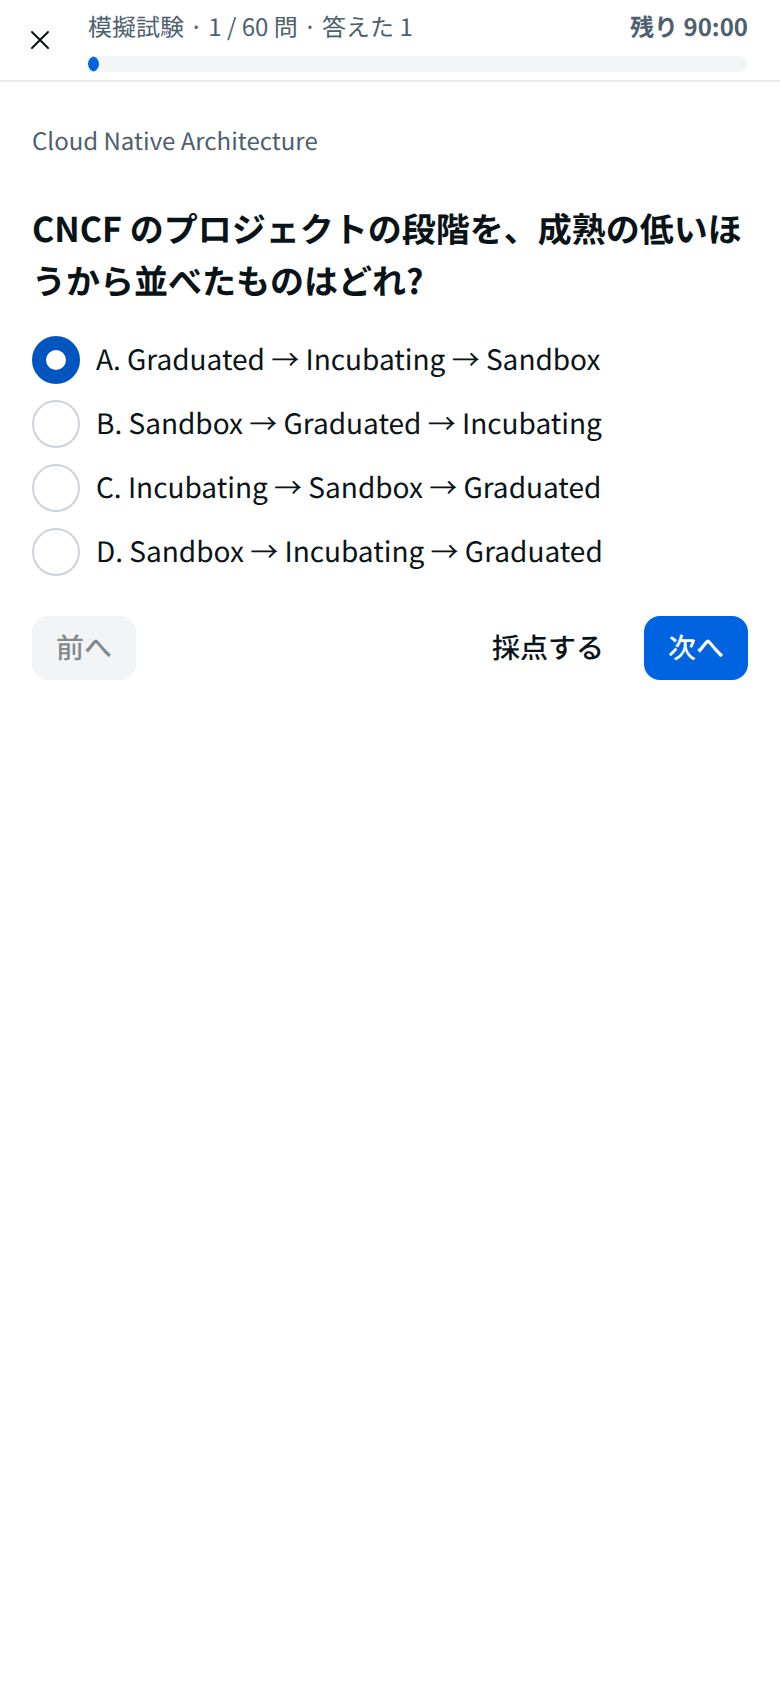 模擬試験 · 1 / 60 問 · 答えた 1
残り 90:00
Cloud Native Architecture
CNCF のプロジェクトの段階を、成熟の低いほ
うから並べたものはどれ?
A. Graduated → Incubating → Sandbox
B. Sandbox → Graduated → Incubating
C. Incubating → Sandbox → Graduated
D. Sandbox → Incubating → Graduated
前へ
採点する
次へ